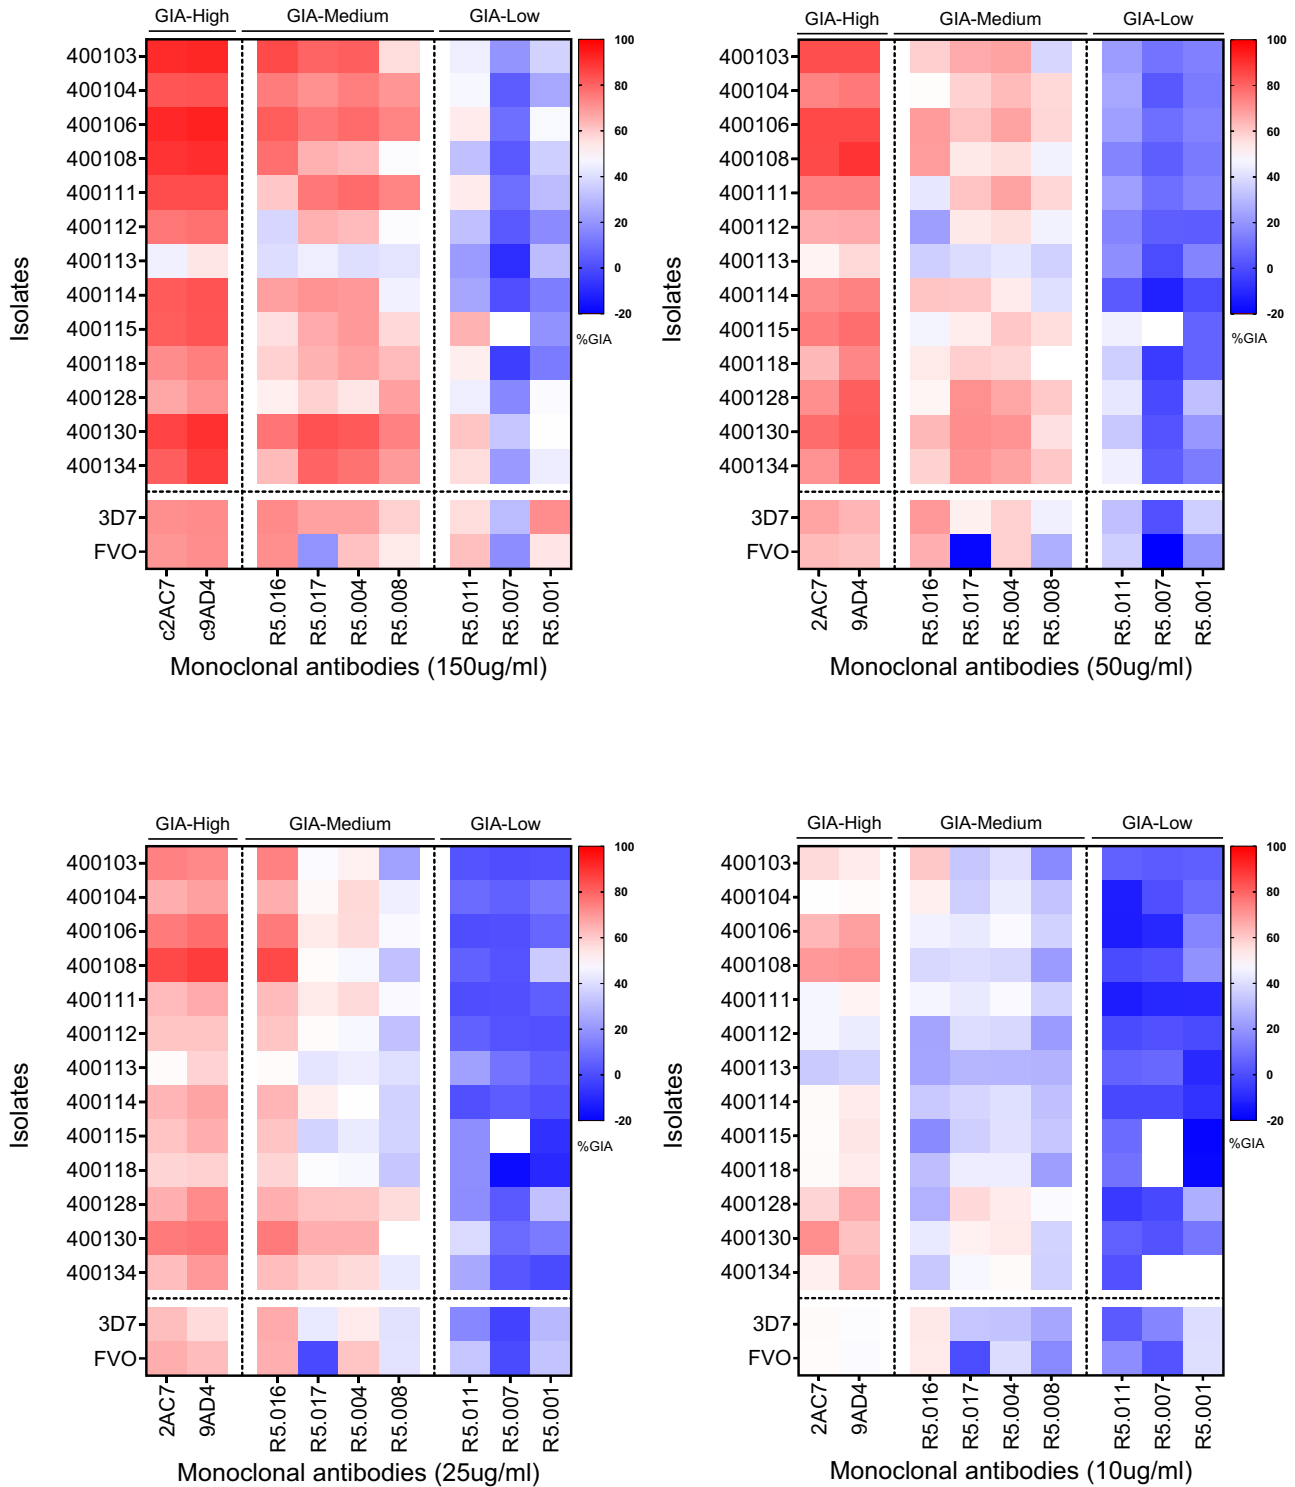 GIA-High GIA-Medium GIA-Low
400103
400104
400106
400108
400111
400112
400113
400114
400115
400118
400128
400130
400134
3D7
FVO
Isolates
100
80
60
40
20
0
-20
%GIA
c2AC7 c9AD4 R5.016 R5.017 R5.004 R5.008 R5.011 R5.007 R5.001
Monoclonal antibodies (150ug/ml)
GIA-High GIA-Medium GIA-Low
400103
400104
400106
400108
400111
400112
400113
400114
400115
400118
400128
400130
400134
3D7
FVO
Isolates
100
80
60
40
20
0
-20
%GIA
2AC7 9AD4 R5.016 R5.017 R5.004 R5.008 R5.011 R5.007 R5.001
Monoclonal antibodies (50ug/ml)
GIA-High GIA-Medium GIA-Low
400103
400104
400106
400108
400111
400112
400113
400114
400115
400118
400128
400130
400134
3D7
FVO
Isolates
100
80
60
40
20
0
-20
%GIA
2AC7 9AD4 R5.016 R5.017 R5.004 R5.008 R5.011 R5.007 R5.001
Monoclonal antibodies (25ug/ml)
GIA-High GIA-Medium GIA-Low
400103
400104
400106
400108
400111
400112
400113
400114
400115
400118
400128
400130
400134
3D7
FVO
Isolates
100
80
60
40
20
0
-20
%GIA
2AC7 9AD4 R5.016 R5.017 R5.004 R5.008 R5.011 R5.007 R5.001
Monoclonal antibodies (10ug/ml)